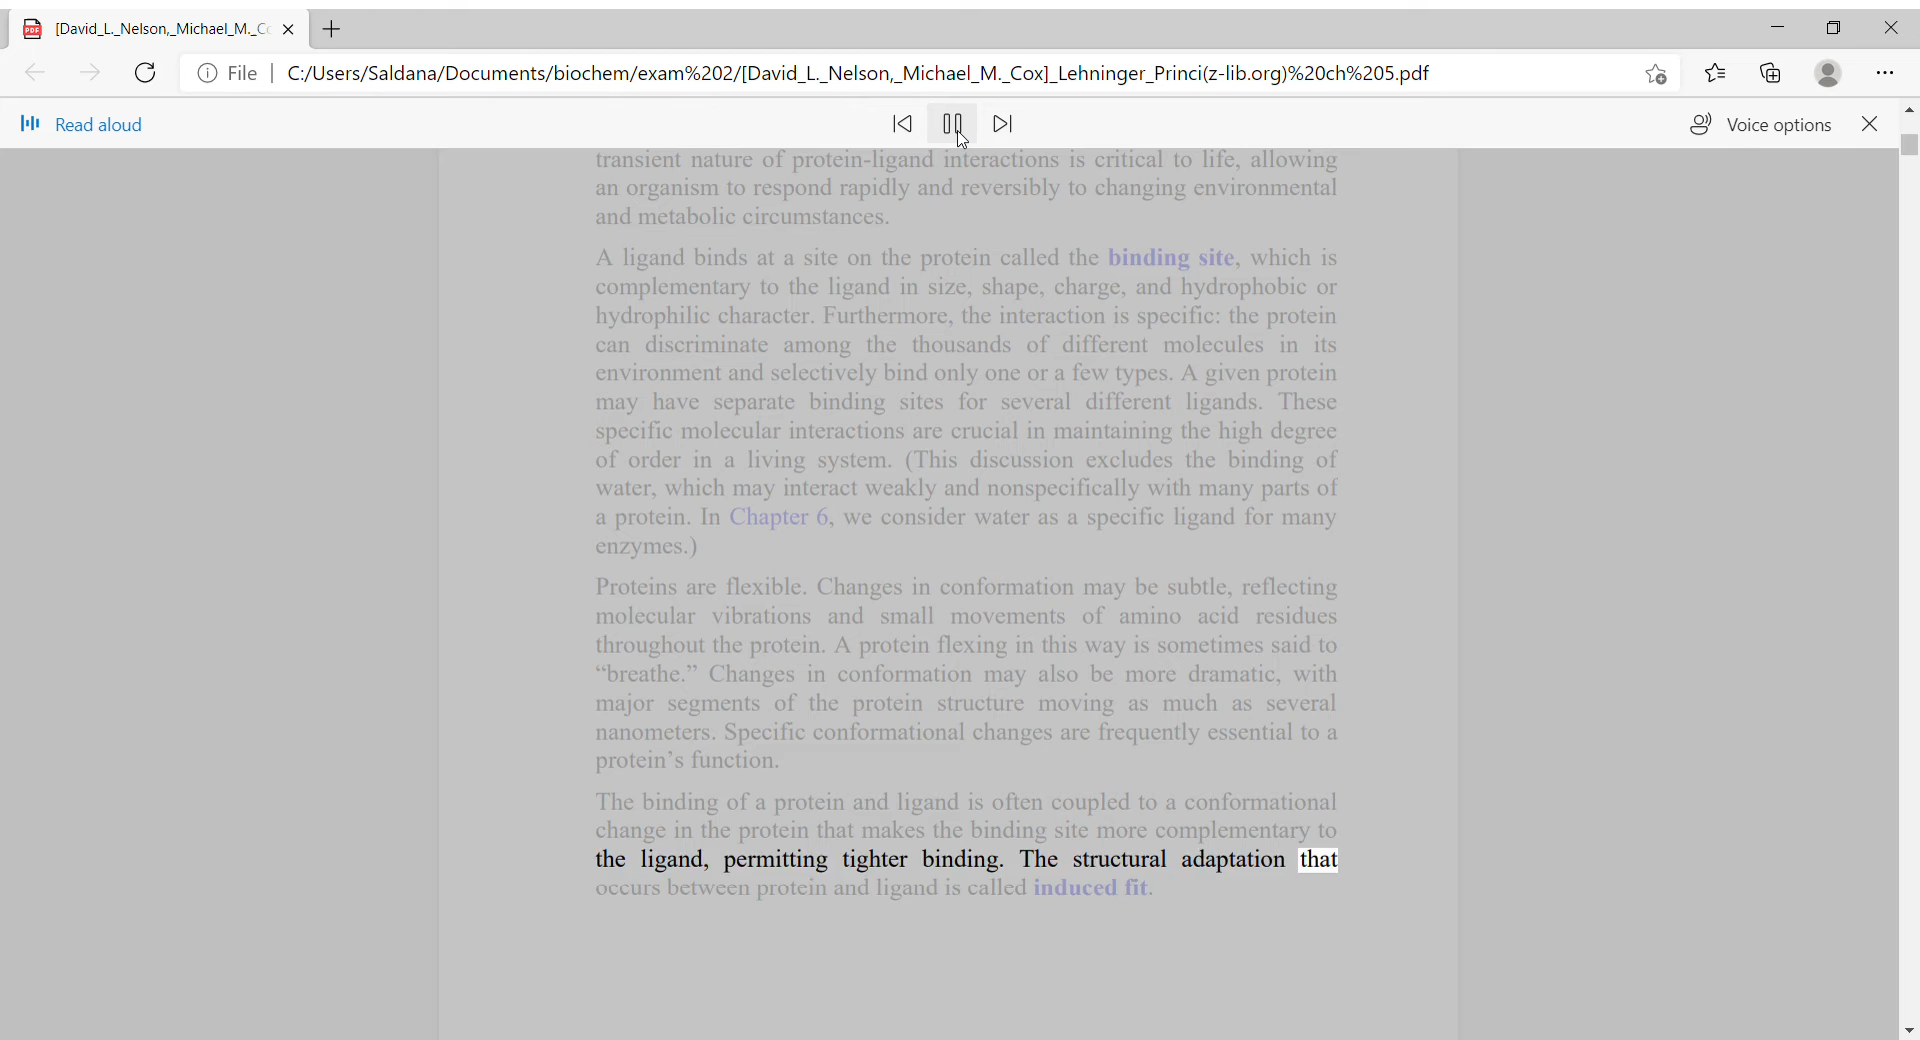 [David_L._Nelson,_Michael_M._Co
File
C:/Users/Saldana/Documents/biochem/exam%202/[David_L._Nelson,_Michael_M._Cox]_Lehninger_Princi(z-lib.org)%20ch%205.pdf
Read aloud
Voice options
transient nature of protein-ligand interactions is critical to life, allowing
an organism to respond rapidly and reversibly to changing environmental
and metabolic circumstances.
A ligand binds at a site on the protein called the binding site, which is
complementary to the ligand in size, shape, charge, and hydrophobic or
hydrophilic character. Furthermore, the interaction is specific: the protein
can discriminate among the thousands of different molecules in its
environment and selectively bind only one or a few types. A given protein
may have separate binding sites for several different ligands. These
specific molecular interactions are crucial in maintaining the high degree
of order in a living system. (This discussion excludes the binding of
water, which may interact weakly and nonspecifically with many parts of
a protein. In Chapter 6, we consider water as a specific ligand for many
enzymes.)
Proteins are flexible. Changes in conformation may be subtle, reflecting
molecular vibrations and small movements of amino acid residues
throughout the protein. A protein flexing in this way is sometimes said to
“breathe.” Changes in conformation may also be more dramatic, with
major segments of the protein structure moving as much as several
nanometers. Specific conformational changes are frequently essential to a
protein’s function.
The binding of a protein and ligand is often coupled to a conformational
change in the protein that makes the binding site more complementary to
the ligand, permitting tighter binding. The structural adaptation that
occurs between protein and ligand is called induced fit.